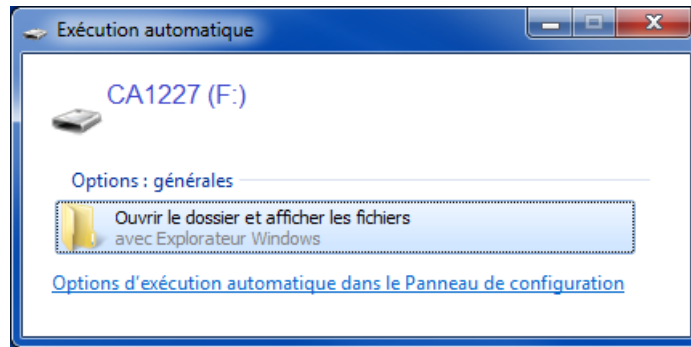 Exécution automatique
CA1227 (F:)
Options : générales
Ouvrir le dossier et afficher les fichiers
avec Explorateur Windows
Options d'exécution automatique dans le Panneau de configuration